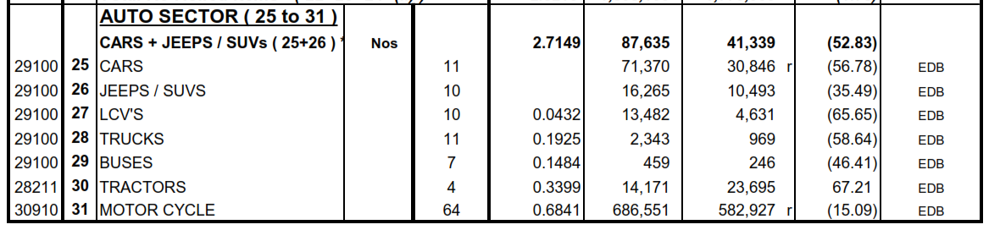 AUTO SECTOR ( 25 to 31 )
CARS + JEEPS / SUVs ( 25+26 ) * Nos 2.7149 87,635 41,339 (52.83)
29100 25 CARS 11 71,370 30,846 r (56.78) EDB
29100 26 JEEPS / SUVS 10 16,265 10,493 (35.49) EDB
29100 27 LCV'S 10 0.0432 13,482 4,631 (65.65) EDB
29100 28 TRUCKS 11 0.1925 2,343 969 (58.64) EDB
29100 29 BUSES 7 0.1484 459 246 (46.41) EDB
28211 30 TRACTORS 4 0.3399 14,171 23,695 67.21 EDB
30910 31 MOTOR CYCLE 64 0.6841 686,551 582,927 r (15.09) EDB